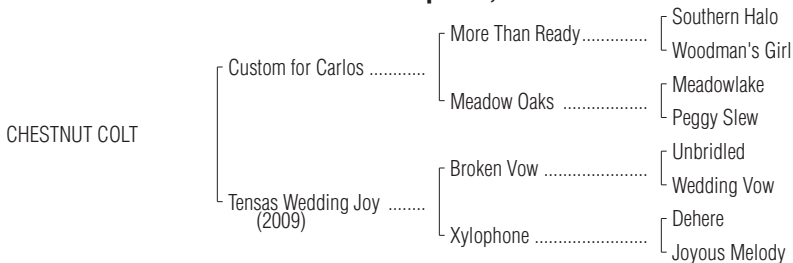 Southern Halo
More Than Ready.............
Woodman's Girl
Custom for Carlos ............
Meadowlake
Meadow Oaks .................
Peggy Slew
CHESTNUT COLT
Unbridled
Broken Vow ....................
Wedding Vow
Tensas Wedding Joy ........
(2009)
Dehere
Xylophone ......................
Joyous Melody